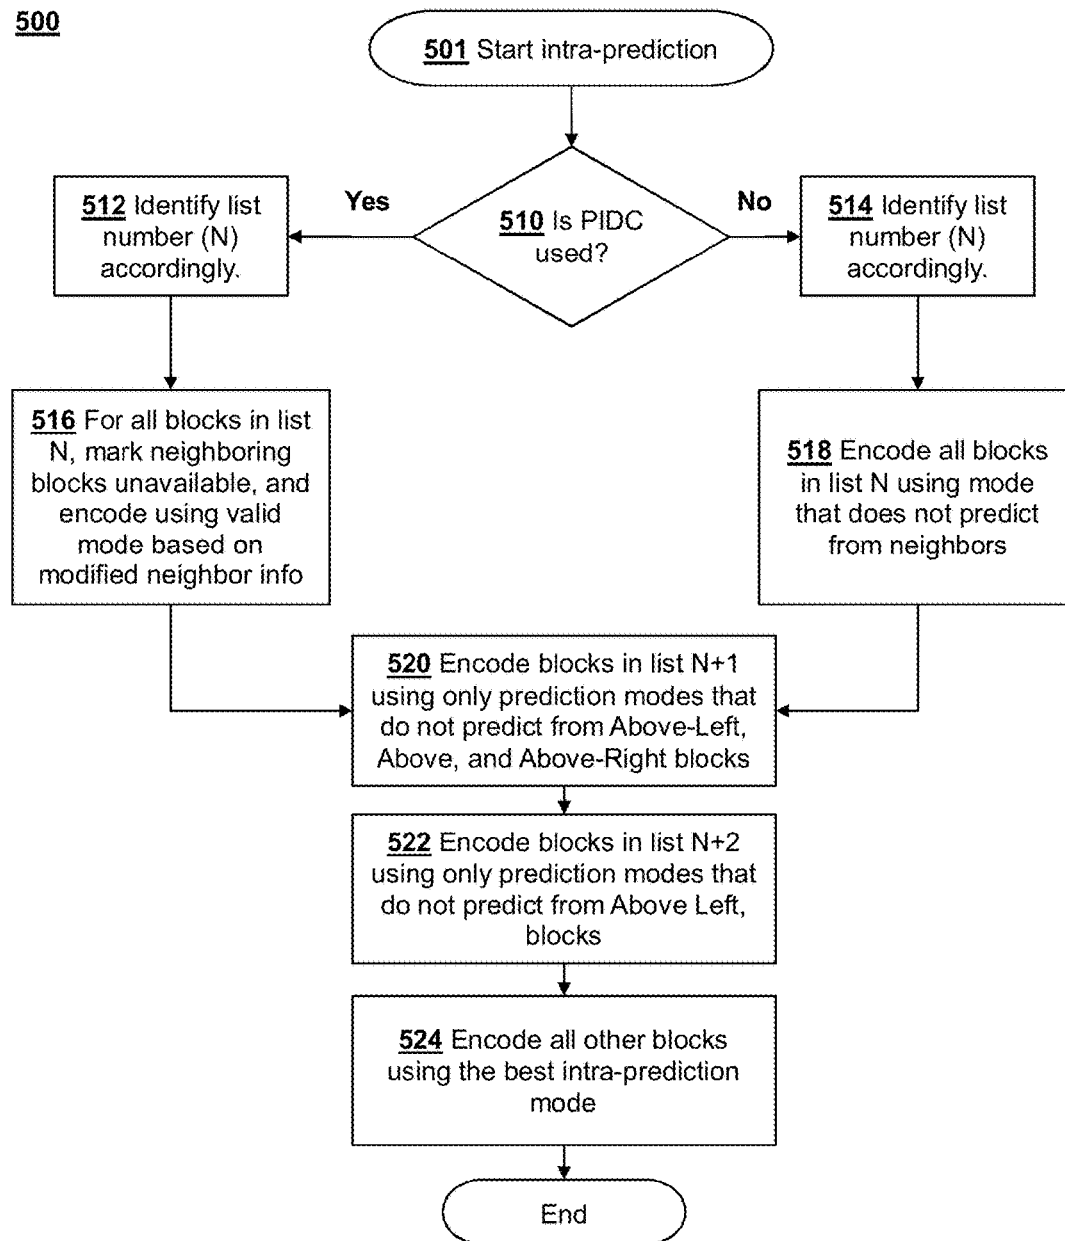 500
501 Start intra-prediction
510 Is PIDC
used?
Yes
No
512 Identify list
number (N)
accordingly.
514 Identify list
number (N)
accordingly.
516 For all blocks in list
N, mark neighboring
blocks unavailable, and
encode using valid
mode based on
modified neighbor info
518 Encode all blocks
in list N using mode
that does not predict
from neighbors
520 Encode blocks in list N+1
using only prediction modes that
do not predict from Above-Left,
Above, and Above-Right blocks
522 Encode blocks in list N+2
using only prediction modes that
do not predict from Above Left,
blocks
524 Encode all other blocks
using the best intra-prediction
mode
End